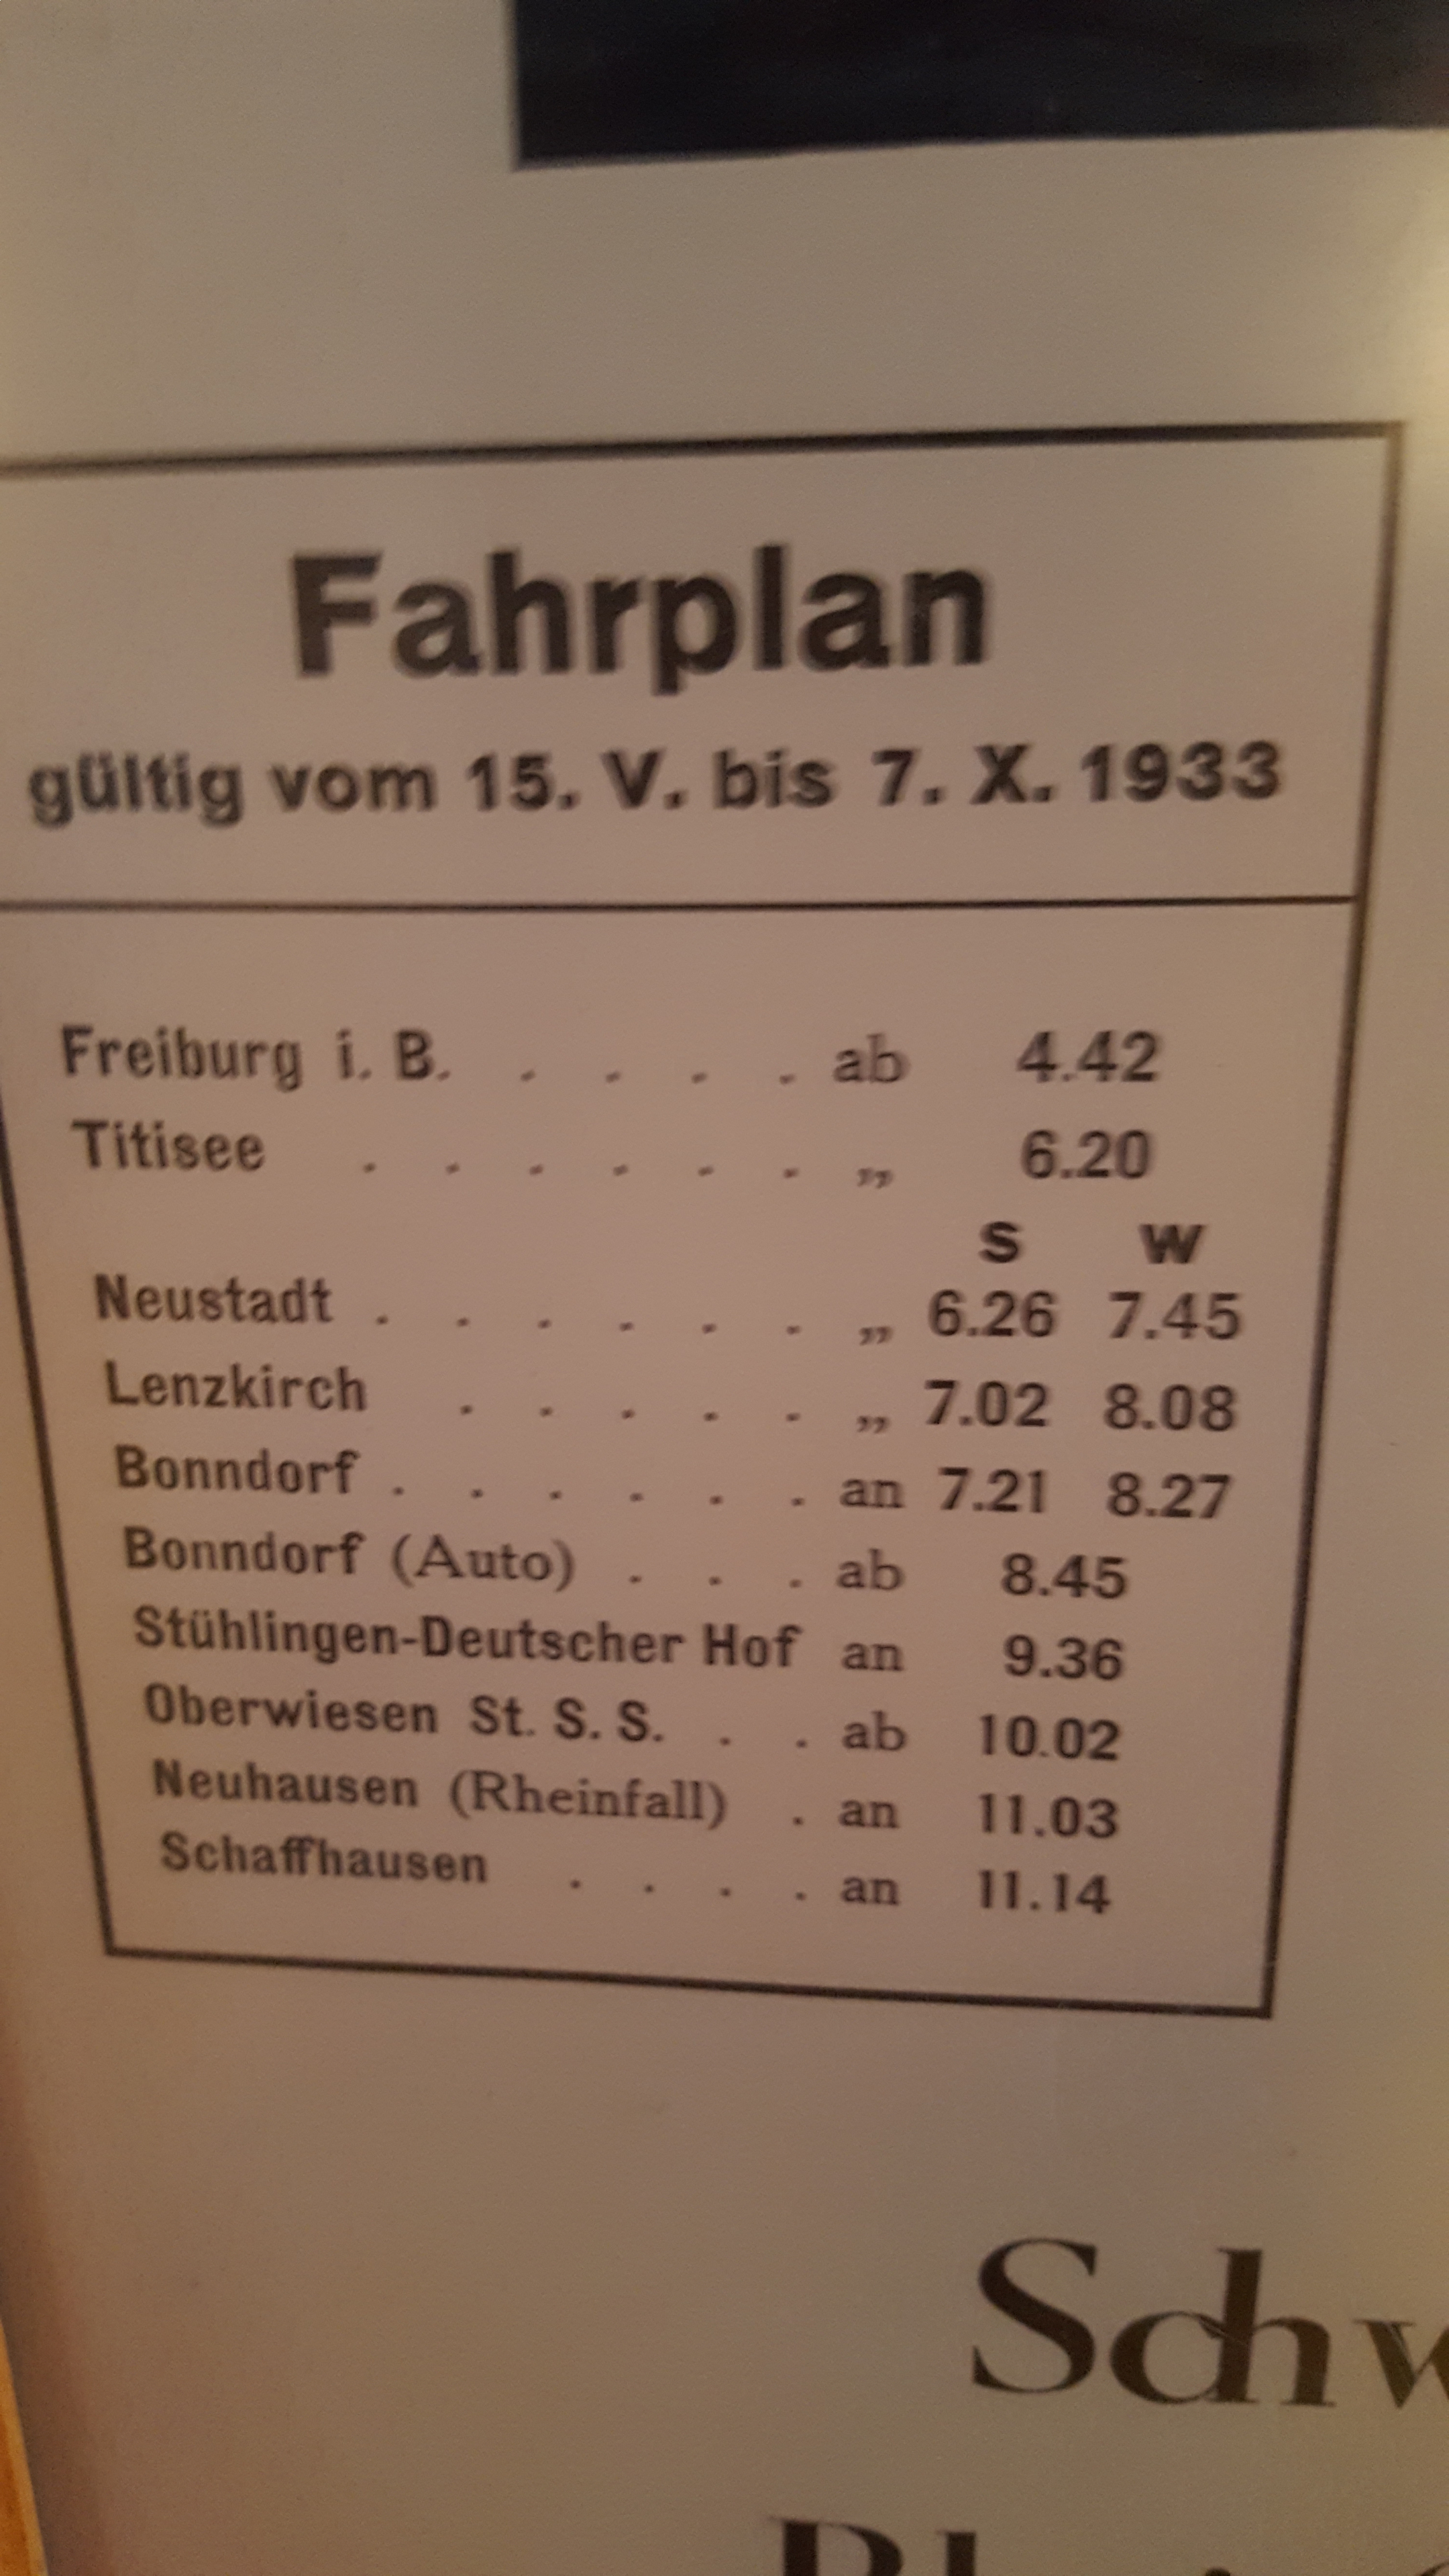 Fahrplan
gültig vom 15. V. bis 7. X. 1933
Freiburg i. B. . . . . ab 4.42
Titisee . . . . . . „ 6.20
S W
Neustadt . . . . . . „ 6.26 7.45
Lenzkirch . . . . . „ 7.02 8.08
Bonndorf . . . . . . an 7.21 8.27
Bonndorf (Auto) . . . ab 8.45
Stühlingen-Deutscher Hof an 9.36
Oberwiesen St. S. S. . . ab 10.02
Neuhausen (Rheinfall) . an 11.03
Schaffhausen . . . . an 11.14
Schw